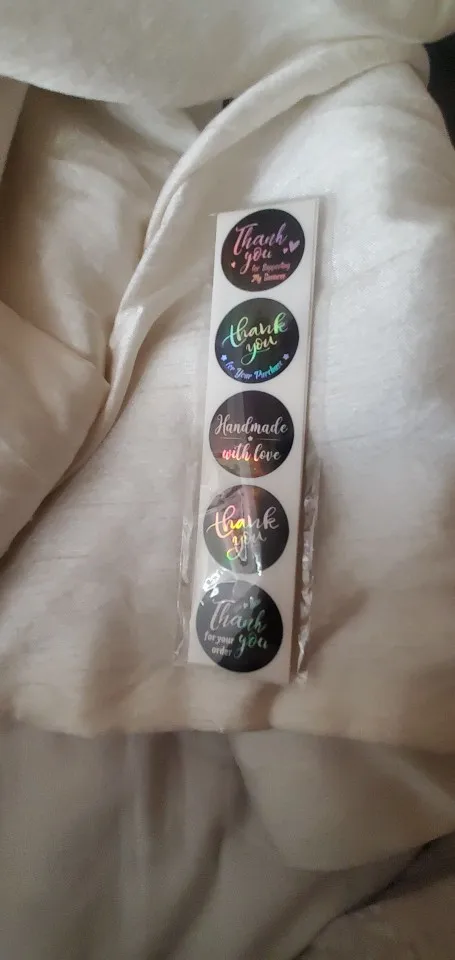 Thank
you
for Supporting
My Business
thank
you
for Your Purchase
Handmade
with love
thank
you
Thank
for your you
order